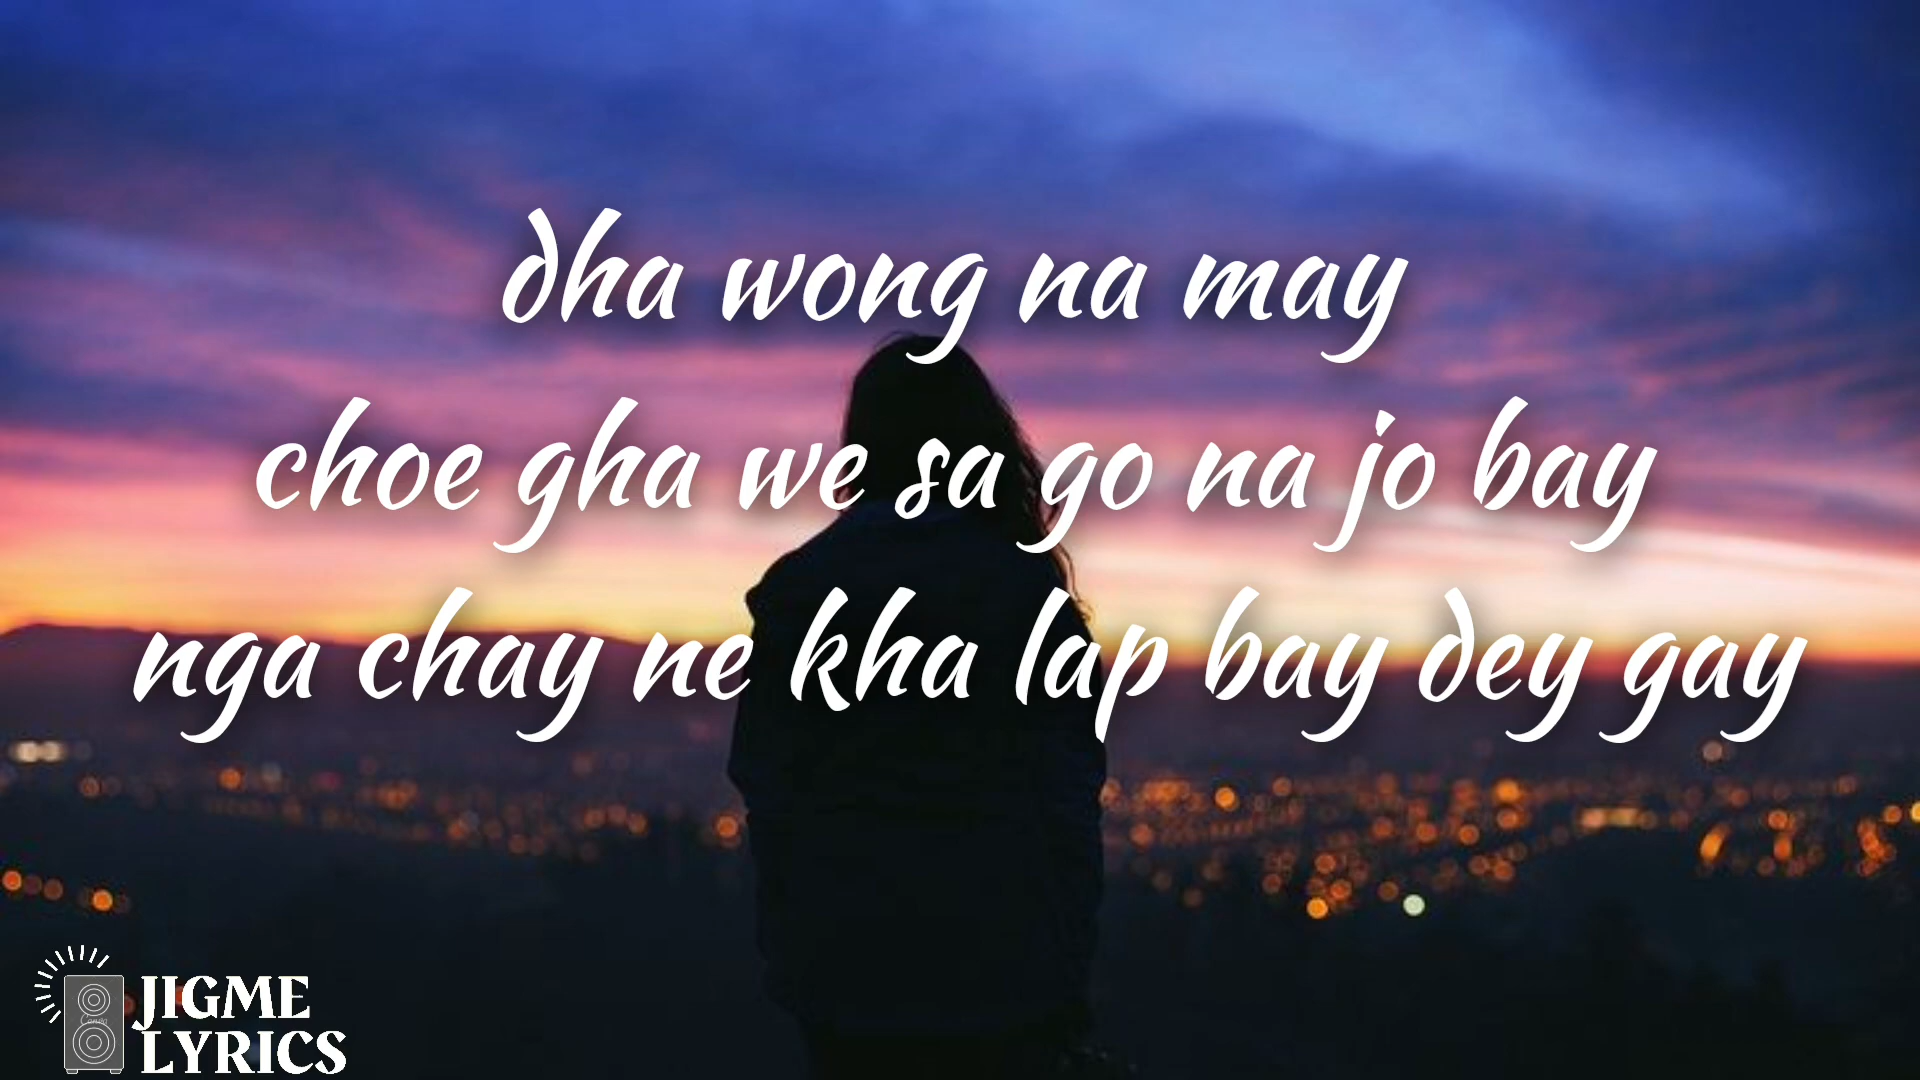 dha wong na may
choe gha we sa go na jo bay
nga chay ne kha lap bay dey gay
Canva
JIGME
LYRICS